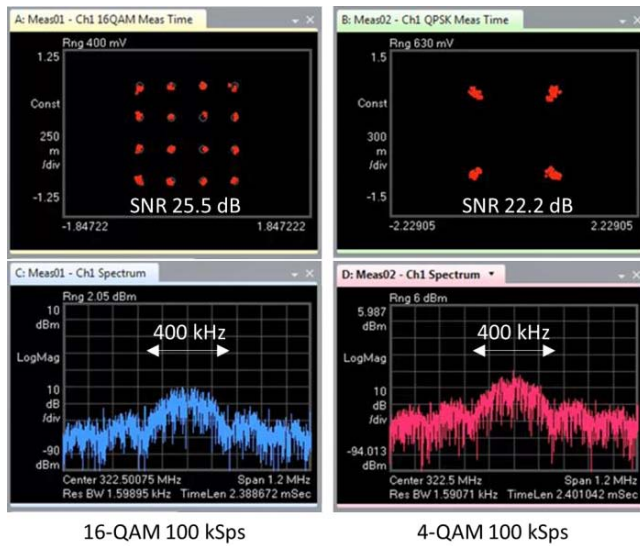 A: Meas01 - Ch1 16QAM Meas Time
Rng 400 mV
1.25
Const
250
m
/div
-1.25
SNR 25.5 dB
-1.84722
1.847222
B: Meas02 - Ch1 QPSK Meas Time
Rng 630 mV
1.5
Const
300
m
/div
-1.5
SNR 22.2 dB
-2.22905
2.22905
C: Meas01 - Ch1 Spectrum
Rng 2.05 dBm
10
dBm
400 kHz
LogMag
10
dB
/div
-90
dBm
Center 322.50075 MHz
Span 1.2 MHz
Res BW 1.59895 kHz
TimeLen 2.388672 mSec
D: Meas02 - Ch1 Spectrum
Rng 6 dBm
5.987
dBm
400 kHz
LogMag
10
dB
/div
-94.013
dBm
Center 322.5 MHz
Span 1.2 MHz
Res BW 1.59071 kHz
TimeLen 2.401042 mSec
16-QAM 100 kSps
4-QAM 100 kSps